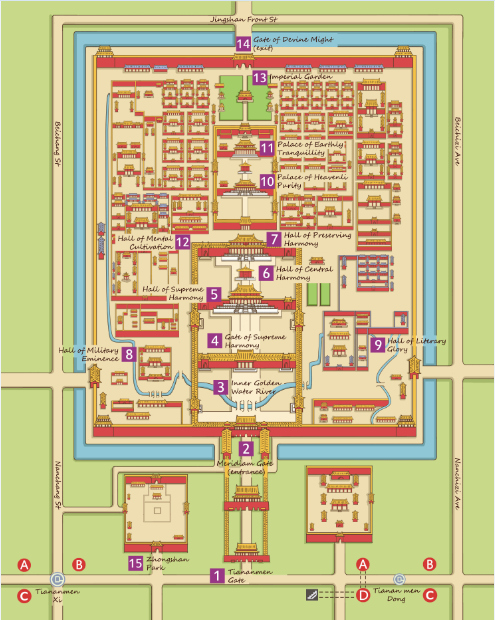 Jingshan Front St
14 Gate of Devine Might
(exit)
13 Imperial Garden
Beichang St
Beichizi Ave
11 Palace of Earthly
Tranquillity
10 Palace of Heavenli
Purity
7 Hall of Preserving
Harmony
Hall of Mental
Cultivation 12
6 Hall of Central
Harmony
Hall of Supreme
Harmony 5
4 Gate of Supreme
Harmony
9 Hall of Literary
Glory
Hall of Military
Eminence
8
3 Inner Golden
Water River
2
Meridiam Gate
(entrance)
Nanchang St
Nanchizi Ave
15 Zhongshan
Park
1 Tiananmen
Gate
A B
C
Tiananmen
Xi
A B
D C
Tianan men
Dong